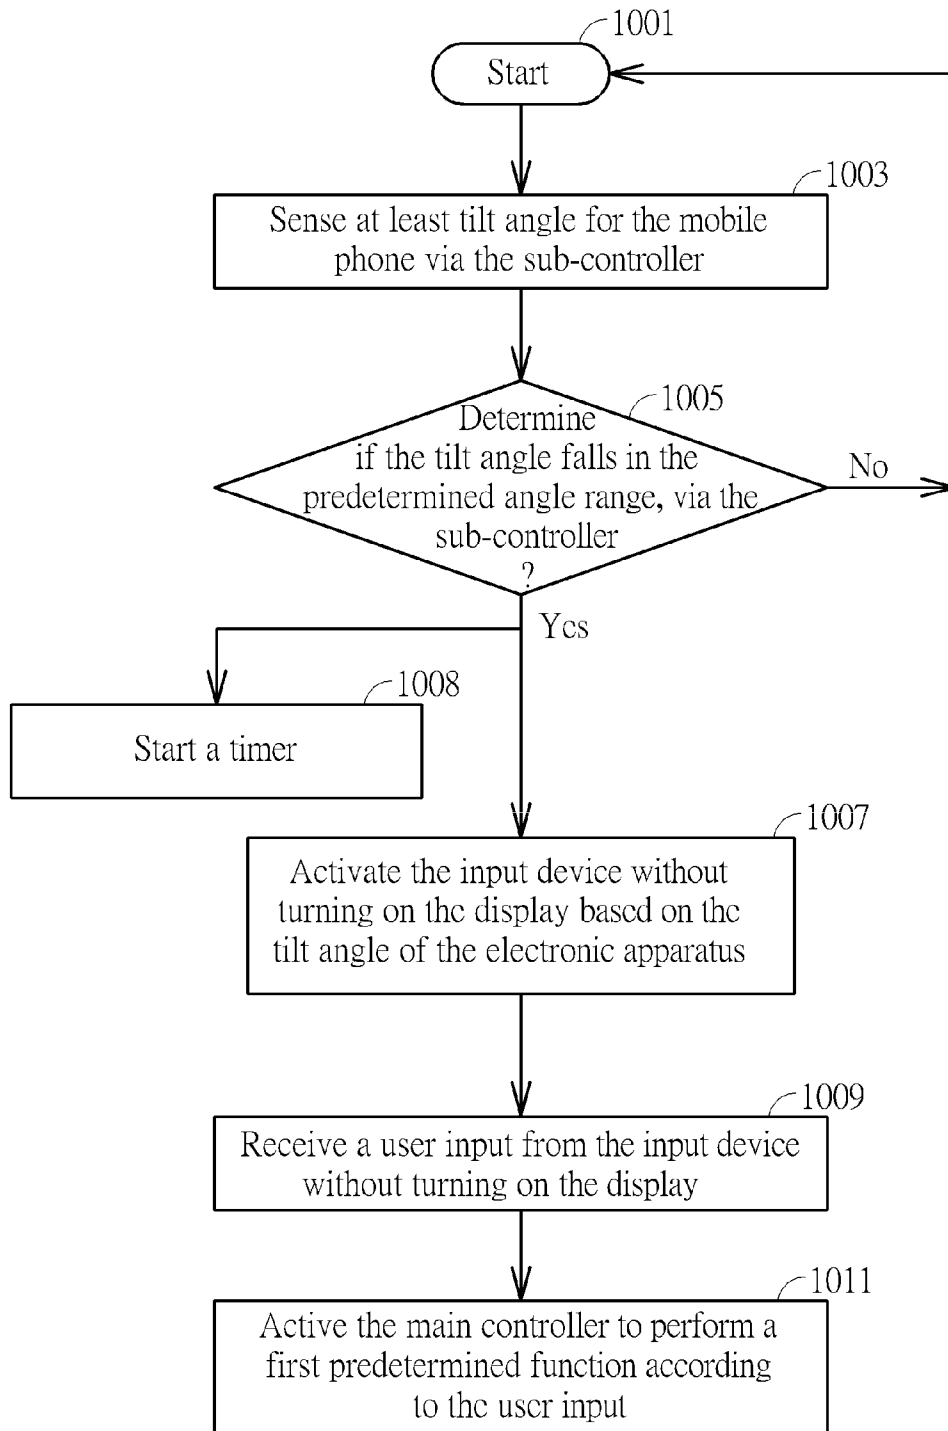 1001
Start
1003
Sense at least tilt angle for the mobile
phone via the sub-controller
1005
Determine
if the tilt angle falls in the
predetermined angle range, via the
sub-controller
?
No
Yes
1008
Start a timer
1007
Activate the input device without
turning on the display based on the
tilt angle of the electronic apparatus
1009
Receive a user input from the input device
without turning on the display
1011
Active the main controller to perform a
first predetermined function according
to the user input